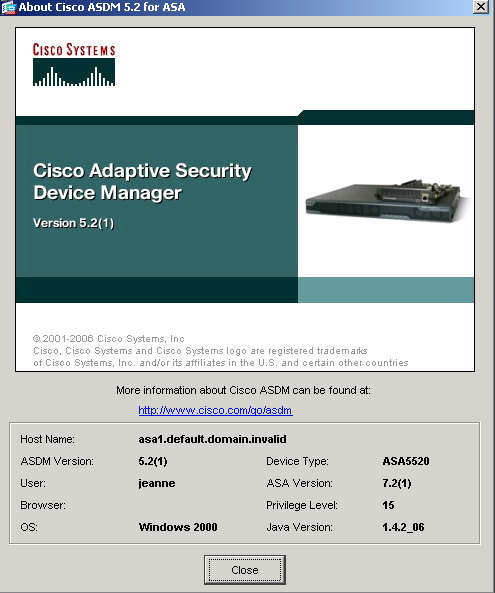 About Cisco ASDM 5.2 for ASA
CISCO SYSTEMS
Cisco Adaptive Security
Device Manager
Version 5.2(1)
© 2001-2006 Cisco Systems, Inc
Cisco, Cisco Systems and Cisco Systems logo are registered trademarks
of Cisco Systems, Inc. and/or its affiliates in the U.S. and certain other countries
More information about Cisco ASDM can be found at:
http://www.cisco.com/go/asdm
Host Name: asa1.default.domain.invalid
ASDM Version: 5.2(1) Device Type: ASA5520
User: jeanne ASA Version: 7.2(1)
Browser: Privilege Level: 15
OS: Windows 2000 Java Version: 1.4.2_06
Close